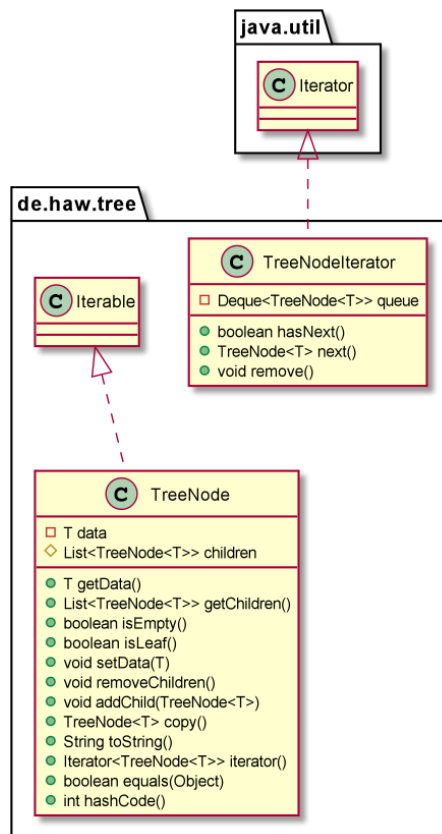 java.util
C Iterator
de.haw.tree
C TreeNodeIterator
Deque<TreeNode<T>> queue
boolean hasNext()
TreeNode<T> next()
void remove()
C Iterable
C TreeNode
T data
List<TreeNode<T>> children
T getData()
List<TreeNode<T>> getChildren()
boolean isEmpty()
boolean isLeaf()
void setData(T)
void removeChildren()
void addChild(TreeNode<T>)
TreeNode<T> copy()
String toString()
Iterator<TreeNode<T>> iterator()
boolean equals(Object)
int hashCode()